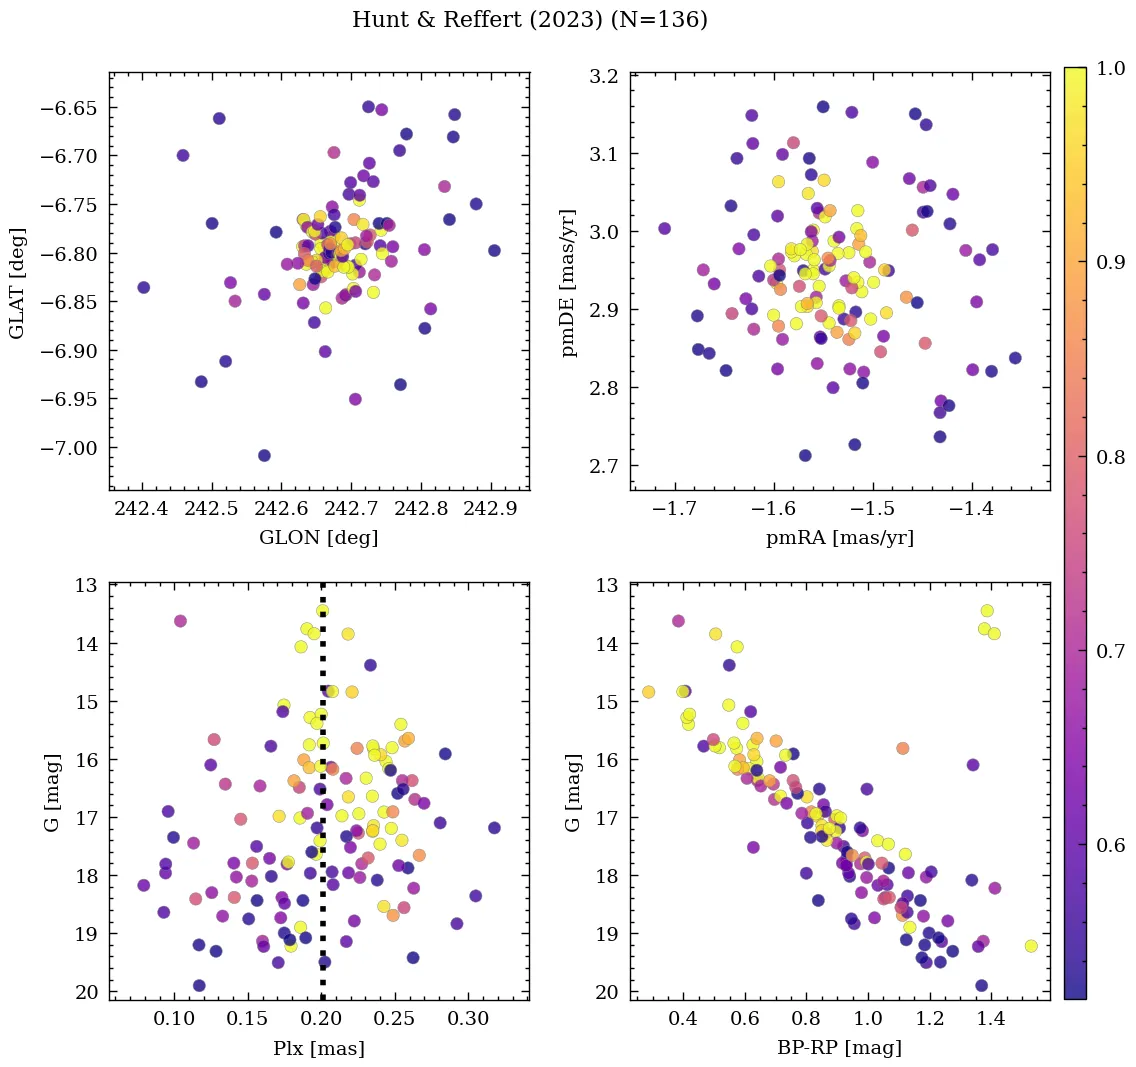 Hunt & Reffert (2023) (N=136)
−6.65
−6.70
−6.75
−6.80
−6.85
−6.90
−6.95
−7.00
GLAT [deg]
242.4 242.5 242.6 242.7 242.8 242.9
GLON [deg]
3.2
3.1
3.0
2.9
2.8
2.7
pmDE [mas/yr]
−1.7 −1.6 −1.5 −1.4
pmRA [mas/yr]
13
14
15
16
17
18
19
20
G [mag]
0.10 0.15 0.20 0.25 0.30
Plx [mas]
13
14
15
16
17
18
19
20
G [mag]
0.4 0.6 0.8 1.0 1.2 1.4
BP-RP [mag]
1.0
0.9
0.8
0.7
0.6